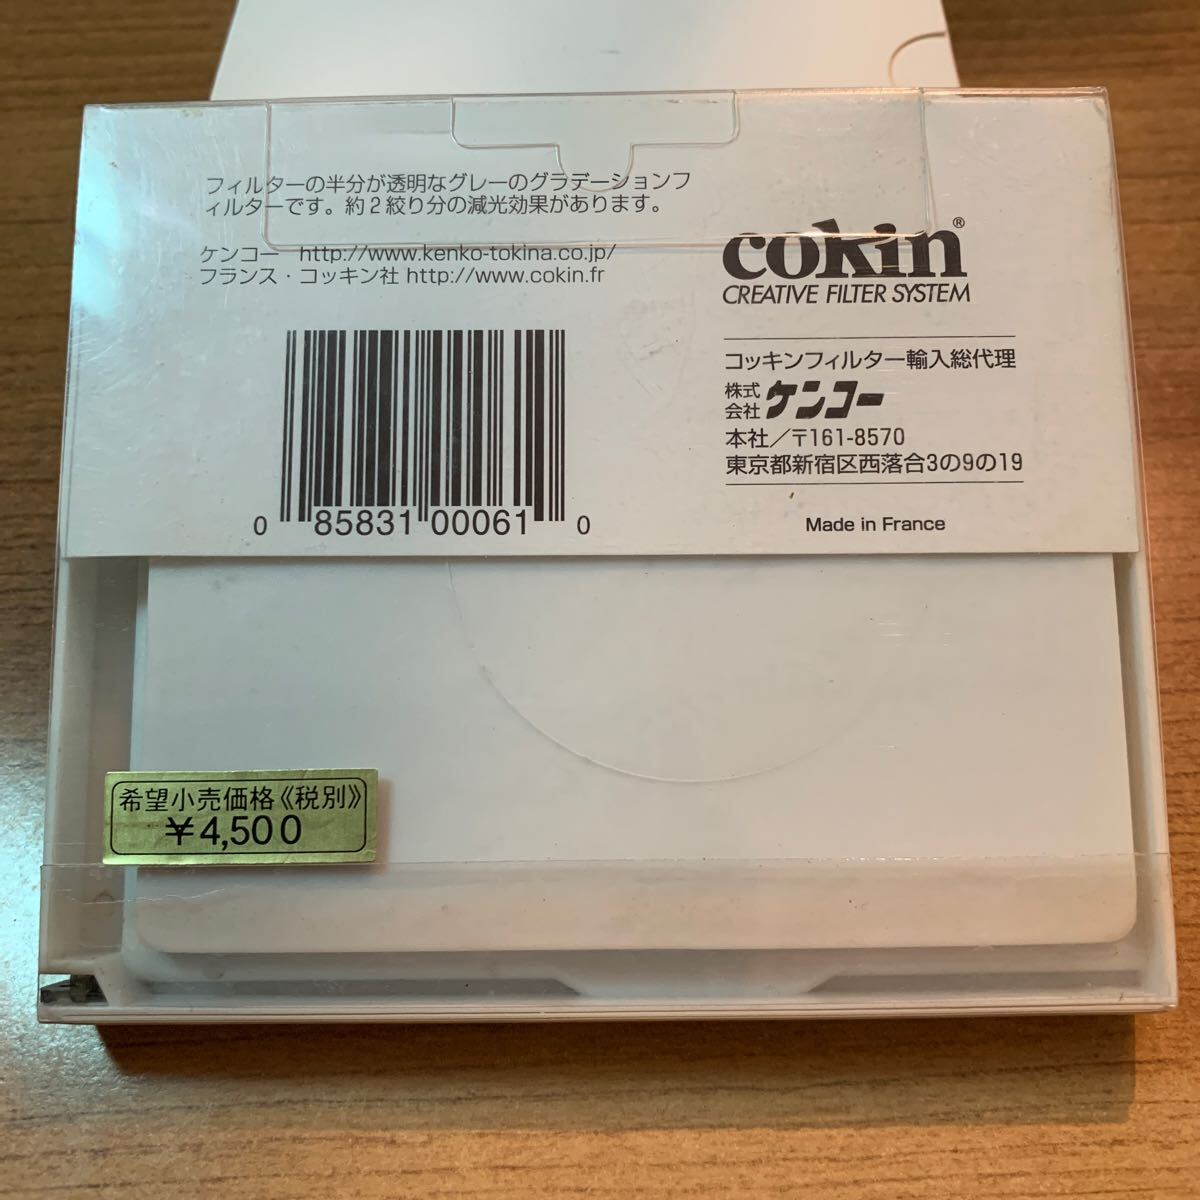 フィルターの半分が透明なグレーのグラデーションフ
ィルターです。約2絞り分の減光効果があります。
ケンコー http://www.kenko-tokina.co.jp/
フランス・コッキン社 http://www.cokin.fr
0 85831 00061 0
cokin®
CREATIVE FILTER SYSTEM
コッキンフィルター輸入総代理
株式会社 ケンコー
本社／〒161-8570
東京都新宿区西落合3の9の19
Made in France
希望小売価格《税別》
￥4,500